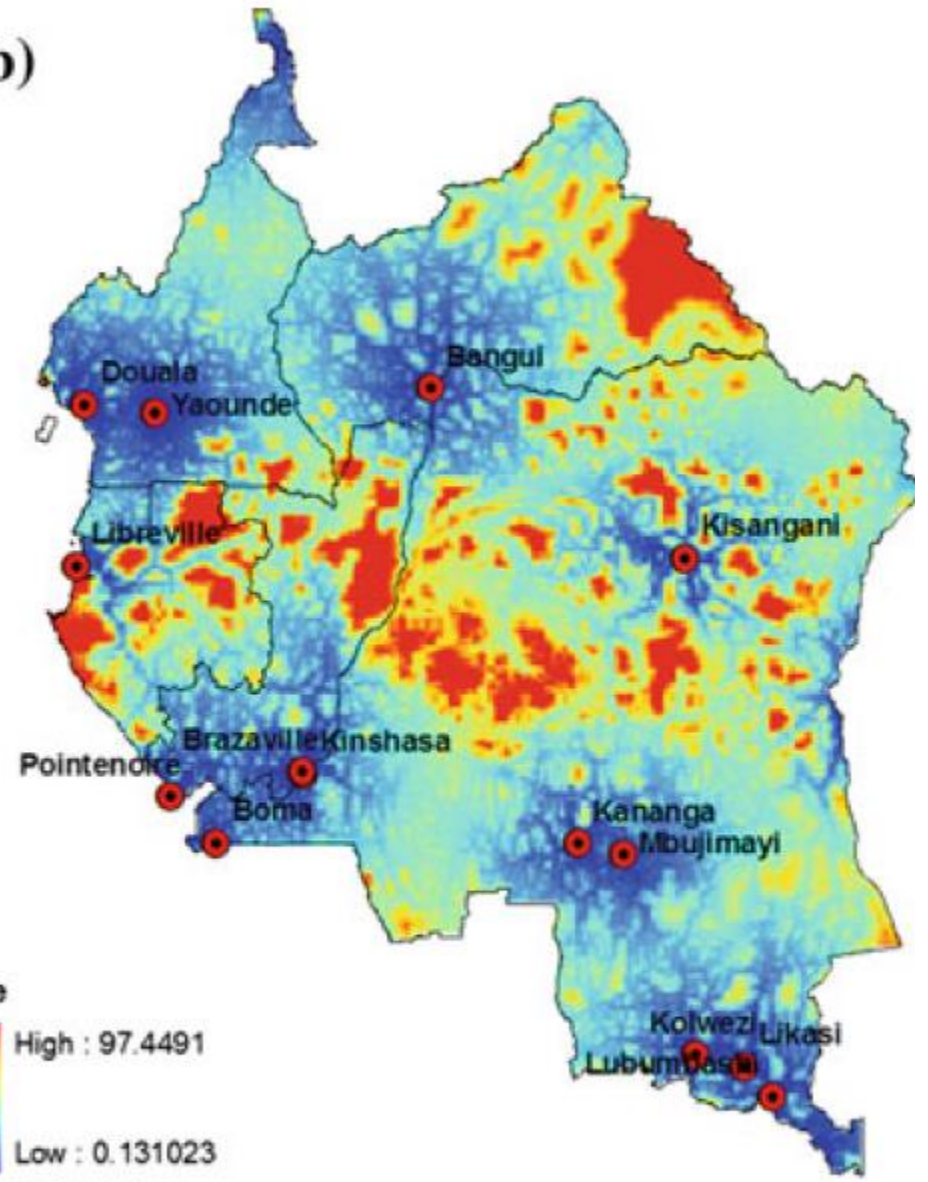 b)
Bangui
Douala
Yaounde
Kisangani
Libreville
Brazaville
Kinshasa
Pointenoire
Boma
Kananga
Mbujimayi
Kolwezi
Likasi
Lubumbashi
e
High : 97.4491
Low : 0.131023